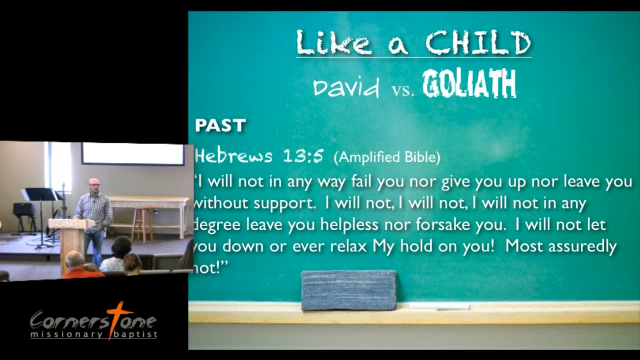 Like a CHILD
David vs. GOLIATH
PAST
Hebrews 13:5 (Amplified Bible)
"I will not in any way fail you nor give you up nor leave you
without support. I will not, I will not, I will not in any
degree leave you helpless nor forsake you. I will not let
you down or ever relax My hold on you! Most assuredly
not!"
Cornerstone
missionary baptist